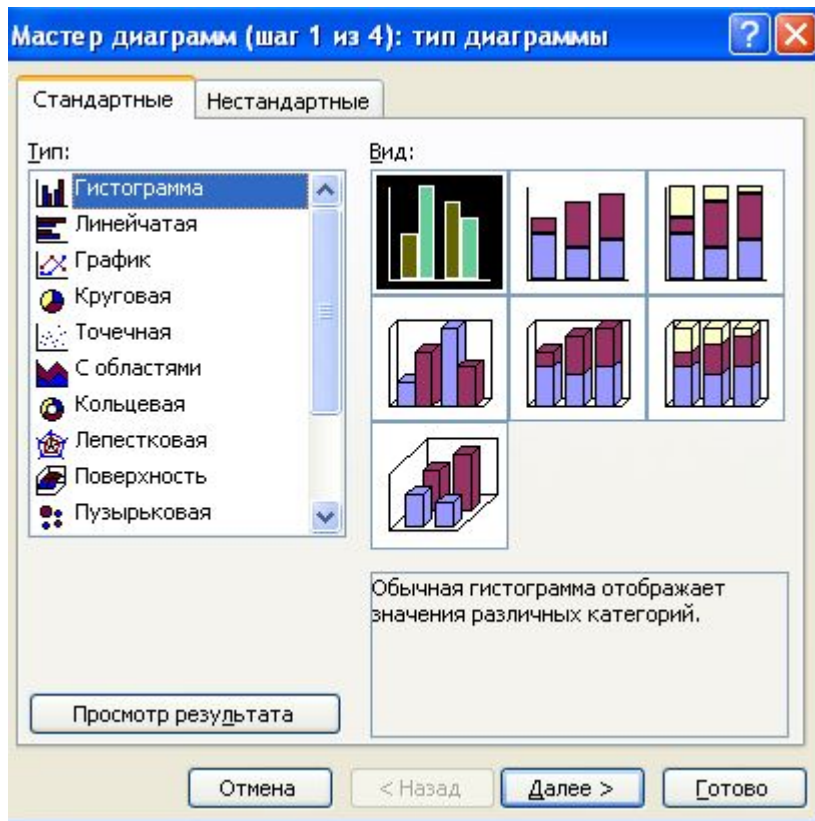 Мастер диаграмм (шаг 1 из 4): тип диаграммы
Стандартные
Нестандартные
Тип:
Гистограмма
Линейчатая
График
Круговая
Точечная
С областями
Кольцевая
Лепестковая
Поверхность
Пузырьковая
Вид:
Обычная гистограмма отображает
значения различных категорий.
Просмотр результата
Отмена
< Назад
Далее >
Готово